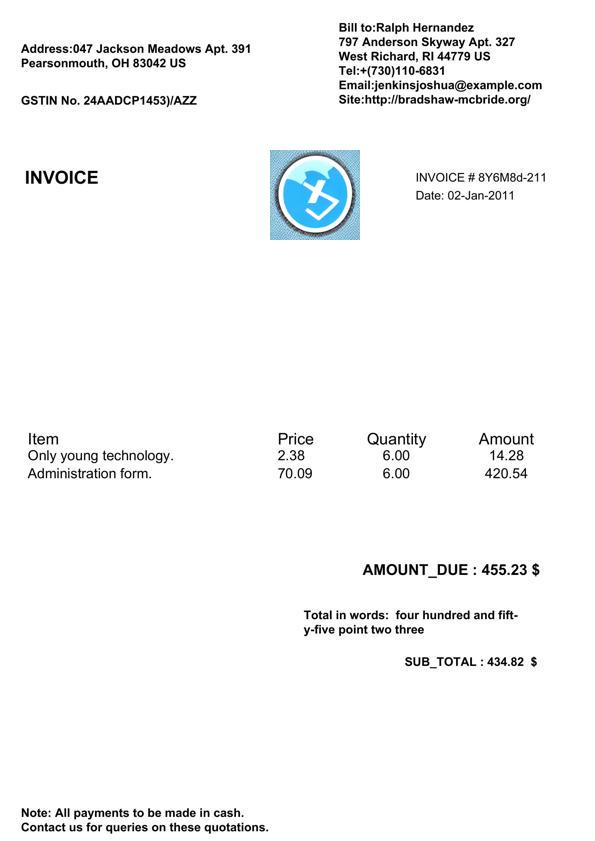 Address:047 Jackson Meadows Apt. 391
Pearsonmouth, OH 83042 US
GSTIN No. 24AADCP1453)/AZZ
Bill to:Ralph Hernandez
797 Anderson Skyway Apt. 327
West Richard, RI 44779 US
Tel:+(730)110-6831
Email:jenkinsjoshua@example.com
Site:http://bradshaw-mcbride.org/
INVOICE
INVOICE # 8Y6M8d-211
Date: 02-Jan-2011
Item Price Quantity Amount
Only young technology. 2.38 6.00 14.28
Administration form. 70.09 6.00 420.54
AMOUNT_DUE : 455.23 $
Total in words:  four hundred and fift-
y-five point two three
SUB_TOTAL : 434.82  $
Note: All payments to be made in cash.
Contact us for queries on these quotations.